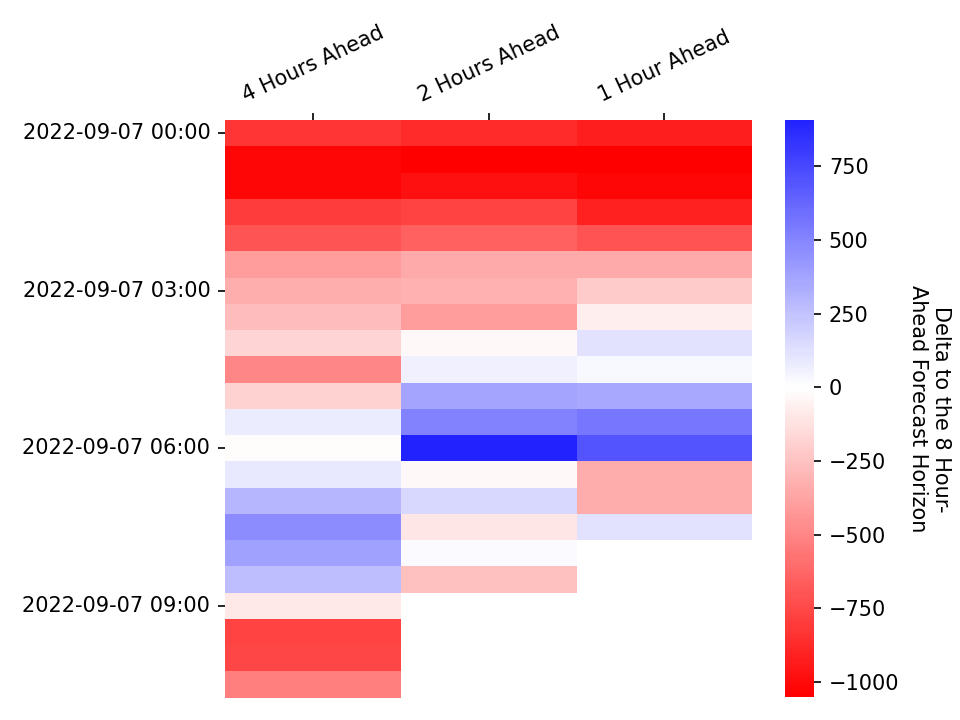 4 Hours Ahead
2 Hours Ahead
1 Hour Ahead
2022-09-07 00:00
2022-09-07 03:00
2022-09-07 06:00
2022-09-07 09:00
750
500
250
0
−250
−500
−750
−1000
Delta to the 8 Hour-
Ahead Forecast Horizon